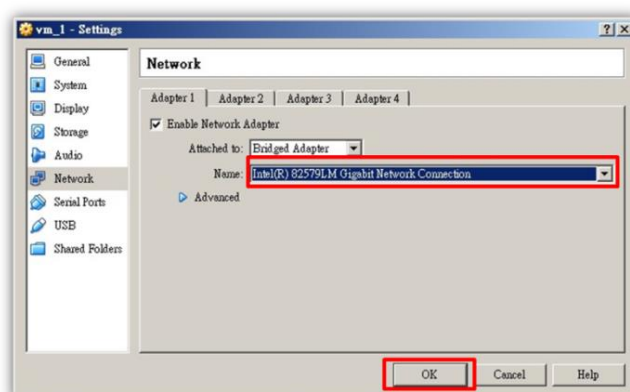 vm_1 - Settings
General
System
Display
Storage
Audio
Network
Serial Ports
USB
Shared Folders
Network
Adapter 1 Adapter 2 Adapter 3 Adapter 4
Enable Network Adapter
Attached to: Bridged Adapter
Name: Intel(R) 82579LM Gigabit Network Connection
Advanced
OK Cancel Help